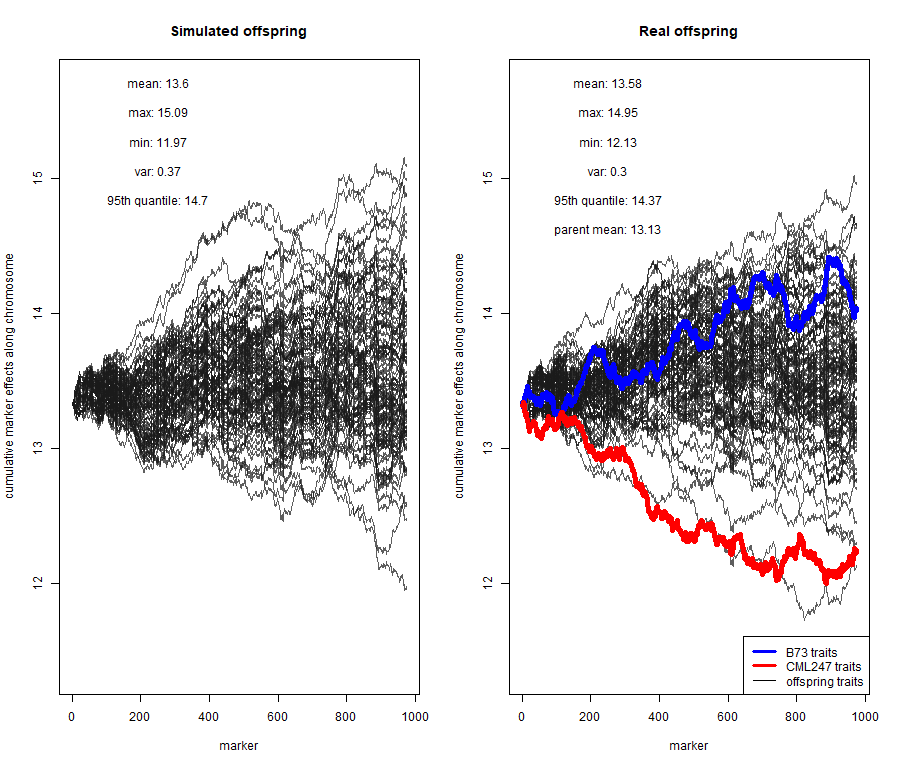 Simulated offspring
mean: 13.6
max: 15.09
min: 11.97
var: 0.37
95th quantile: 14.7
cumulative marker effects along chromosome
15
14
13
12
0 200 400 600 800 1000
marker
Real offspring
mean: 13.58
max: 14.95
min: 12.13
var: 0.3
95th quantile: 14.37
parent mean: 13.13
cumulative marker effects along chromosome
15
14
13
12
B73 traits
CML247 traits
offspring traits
0 200 400 600 800 1000
marker